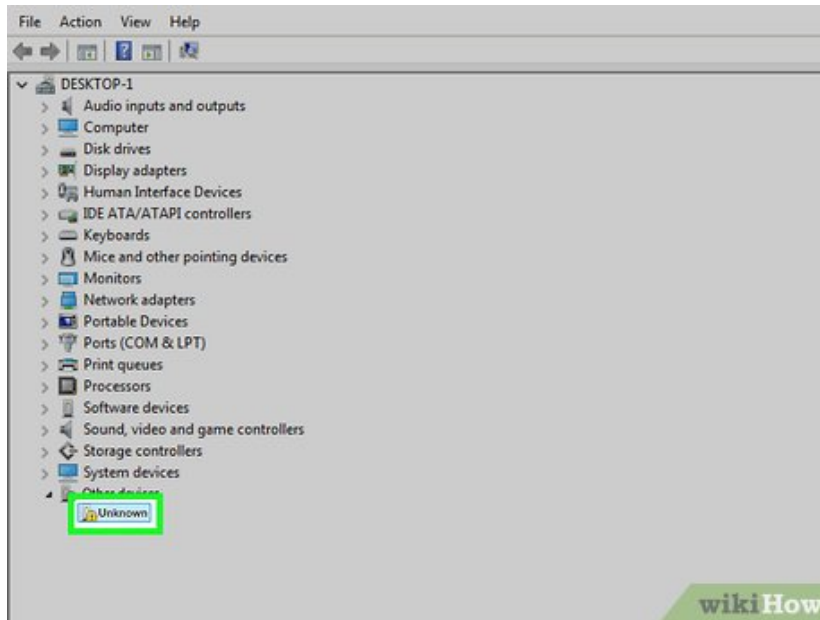 File Action View Help
DESKTOP-1
Audio inputs and outputs
Computer
Disk drives
Display adapters
Human Interface Devices
IDE ATA/ATAPI controllers
Keyboards
Mice and other pointing devices
Monitors
Network adapters
Portable Devices
Ports (COM & LPT)
Print queues
Processors
Software devices
Sound, video and game controllers
Storage controllers
System devices
Other devices
Unknown
wikiHow